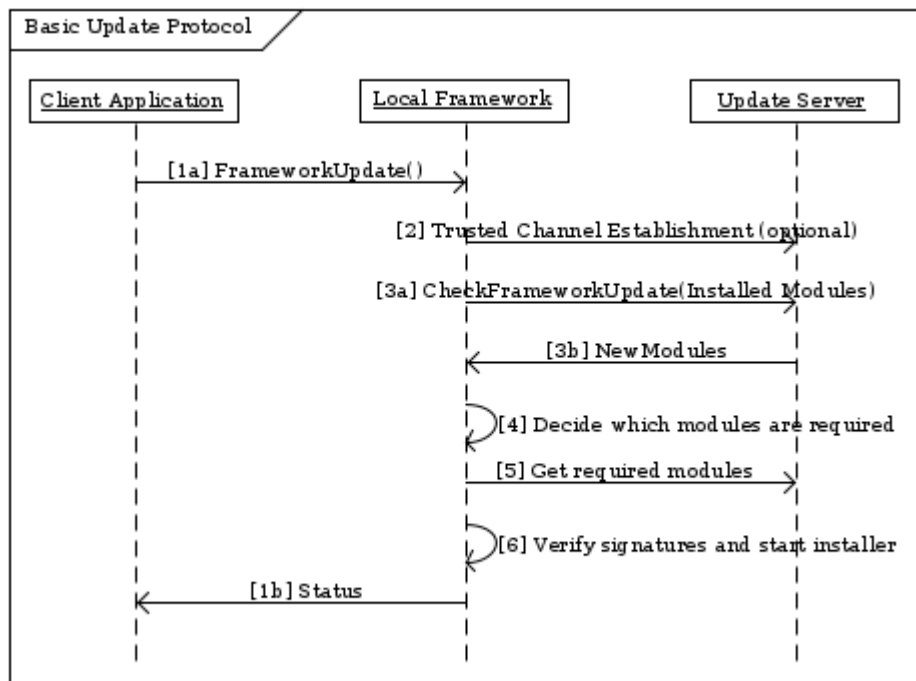 Basic Update Protocol
Client Application
Local Framework
Update Server
[1a] FrameworkUpdate()
[2] Trusted Channel Establishment (optional)
[3a] CheckFrameworkUpdate(Installed Modules)
[3b] New Modules
[4] Decide which modules are required
[5] Get required modules
[6] Verify signatures and start installer
[1b] Status